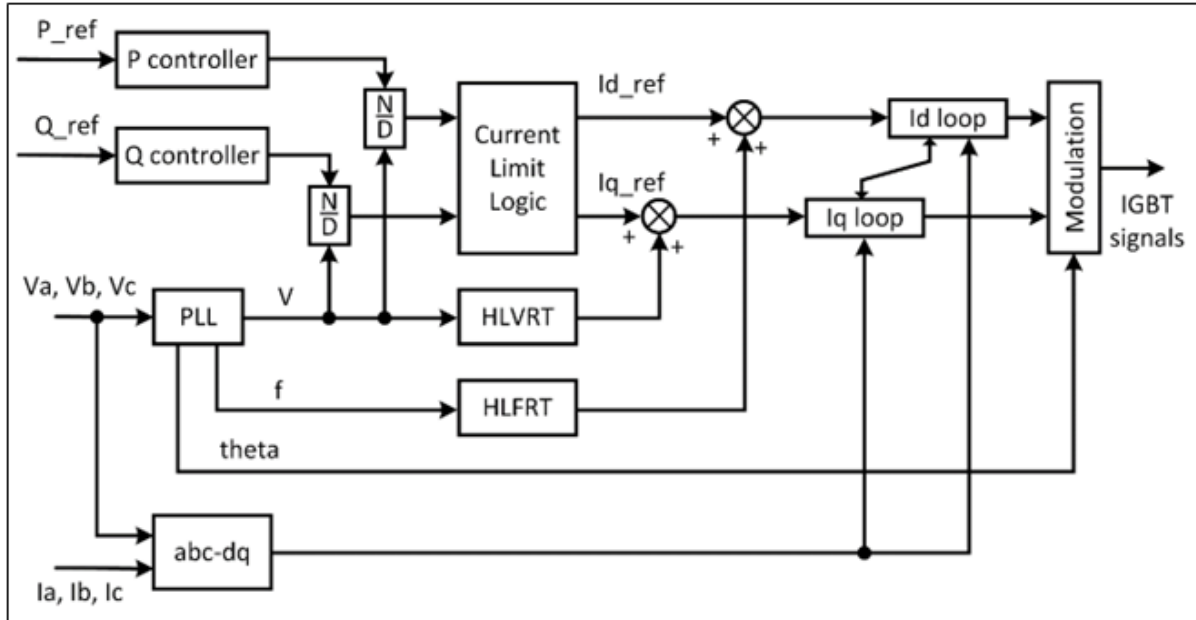 P_ref
P controller
Q_ref
Q controller
N
D
N
D
Current
Limit
Logic
Id_ref
+
+
Iq_ref
+
+
Id loop
Iq loop
Modulation
IGBT
signals
Va, Vb, Vc
PLL
V
HLVRT
f
HLFRT
theta
abc-dq
Ia, Ib, Ic